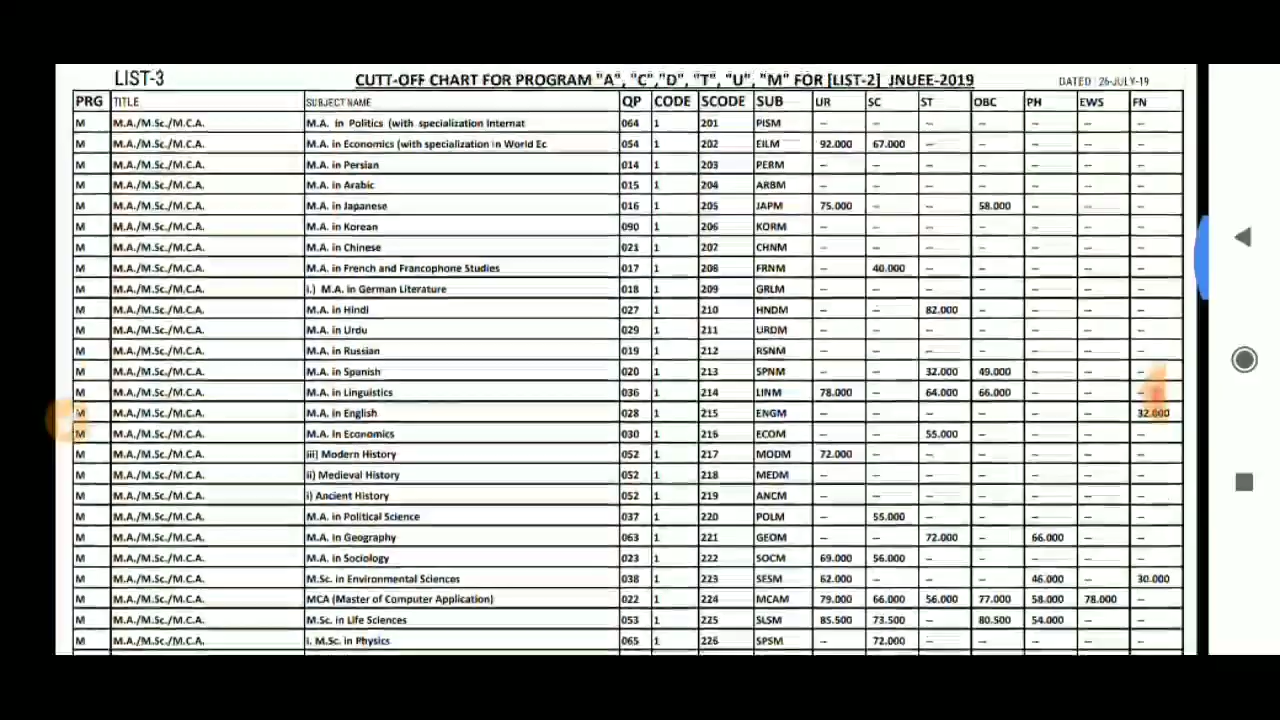 LIST-3 CUTT-OFF CHART FOR PROGRAM "A", "C","D", "T", "U", "M" FOR [LIST-2] JNUEE-2019 DATED : 26-JULY-19
PRG TITLE SUBJECT NAME QP CODE SCODE SUB UR SC ST OBC PH EWS FN
M M.A./M.Sc./M.C.A. M.A. in Politics (with specialization Internat 064 1 201 PISM – – – – – – –
M M.A./M.Sc./M.C.A. M.A. in Economics (with specialization in World Ec 054 1 202 EILM 92.000 67.000 – – – – –
M M.A./M.Sc./M.C.A. M.A. in Persian 014 1 203 PERM – – – – – – –
M M.A./M.Sc./M.C.A. M.A. in Arabic 015 1 204 ARBM – – – – – – –
M M.A./M.Sc./M.C.A. M.A. in Japanese 016 1 205 JAPM 75.000 – – 58.000 – – –
M M.A./M.Sc./M.C.A. M.A. in Korean 090 1 206 KORM – – – – – – –
M M.A./M.Sc./M.C.A. M.A. in Chinese 021 1 207 CHNM – – – – – – –
M M.A./M.Sc./M.C.A. M.A. in French and Francophone Studies 017 1 208 FRNM – 40.000 – – – – –
M M.A./M.Sc./M.C.A. i.) M.A. in German Literature 018 1 209 GRLM – – – – – – –
M M.A./M.Sc./M.C.A. M.A. in Hindi 027 1 210 HNDM – – 82.000 – – – –
M M.A./M.Sc./M.C.A. M.A. in Urdu 029 1 211 URDM – – – – – – –
M M.A./M.Sc./M.C.A. M.A. in Russian 019 1 212 RSNM – – – – – – –
M M.A./M.Sc./M.C.A. M.A. in Spanish 020 1 213 SPNM – – 32.000 49.000 – – –
M M.A./M.Sc./M.C.A. M.A. in Linguistics 036 1 214 LINM 78.000 – 64.000 66.000 – – –
M M.A./M.Sc./M.C.A. M.A. in English 028 1 215 ENGM – – – – – – 32.000
M M.A./M.Sc./M.C.A. M.A. in Economics 030 1 216 ECOM – – 55.000 – – – –
M M.A./M.Sc./M.C.A. iii) Modern History 052 1 217 MODM 72.000 – – – – – –
M M.A./M.Sc./M.C.A. ii) Medieval History 052 1 218 MEDM – – – – – – –
M M.A./M.Sc./M.C.A. i) Ancient History 052 1 219 ANCM – – – – – – –
M M.A./M.Sc./M.C.A. M.A. in Political Science 037 1 220 POLM – 55.000 – – – – –
M M.A./M.Sc./M.C.A. M.A. in Geography 063 1 221 GEOM – – 72.000 – 66.000 – –
M M.A./M.Sc./M.C.A. M.A. in Sociology 023 1 222 SOCM 69.000 56.000 – – – – –
M M.A./M.Sc./M.C.A. M.Sc. in Environmental Sciences 038 1 223 SESM 62.000 – – – 46.000 – 30.000
M M.A./M.Sc./M.C.A. MCA (Master of Computer Application) 022 1 224 MCAM 79.000 66.000 56.000 77.000 58.000 78.000 –
M M.A./M.Sc./M.C.A. M.Sc. in Life Sciences 053 1 225 SLSM 85.500 73.500 – 80.500 54.000 – –
M M.A./M.Sc./M.C.A. i. M.Sc. in Physics 065 1 226 SPSM – 72.000 – – – – –